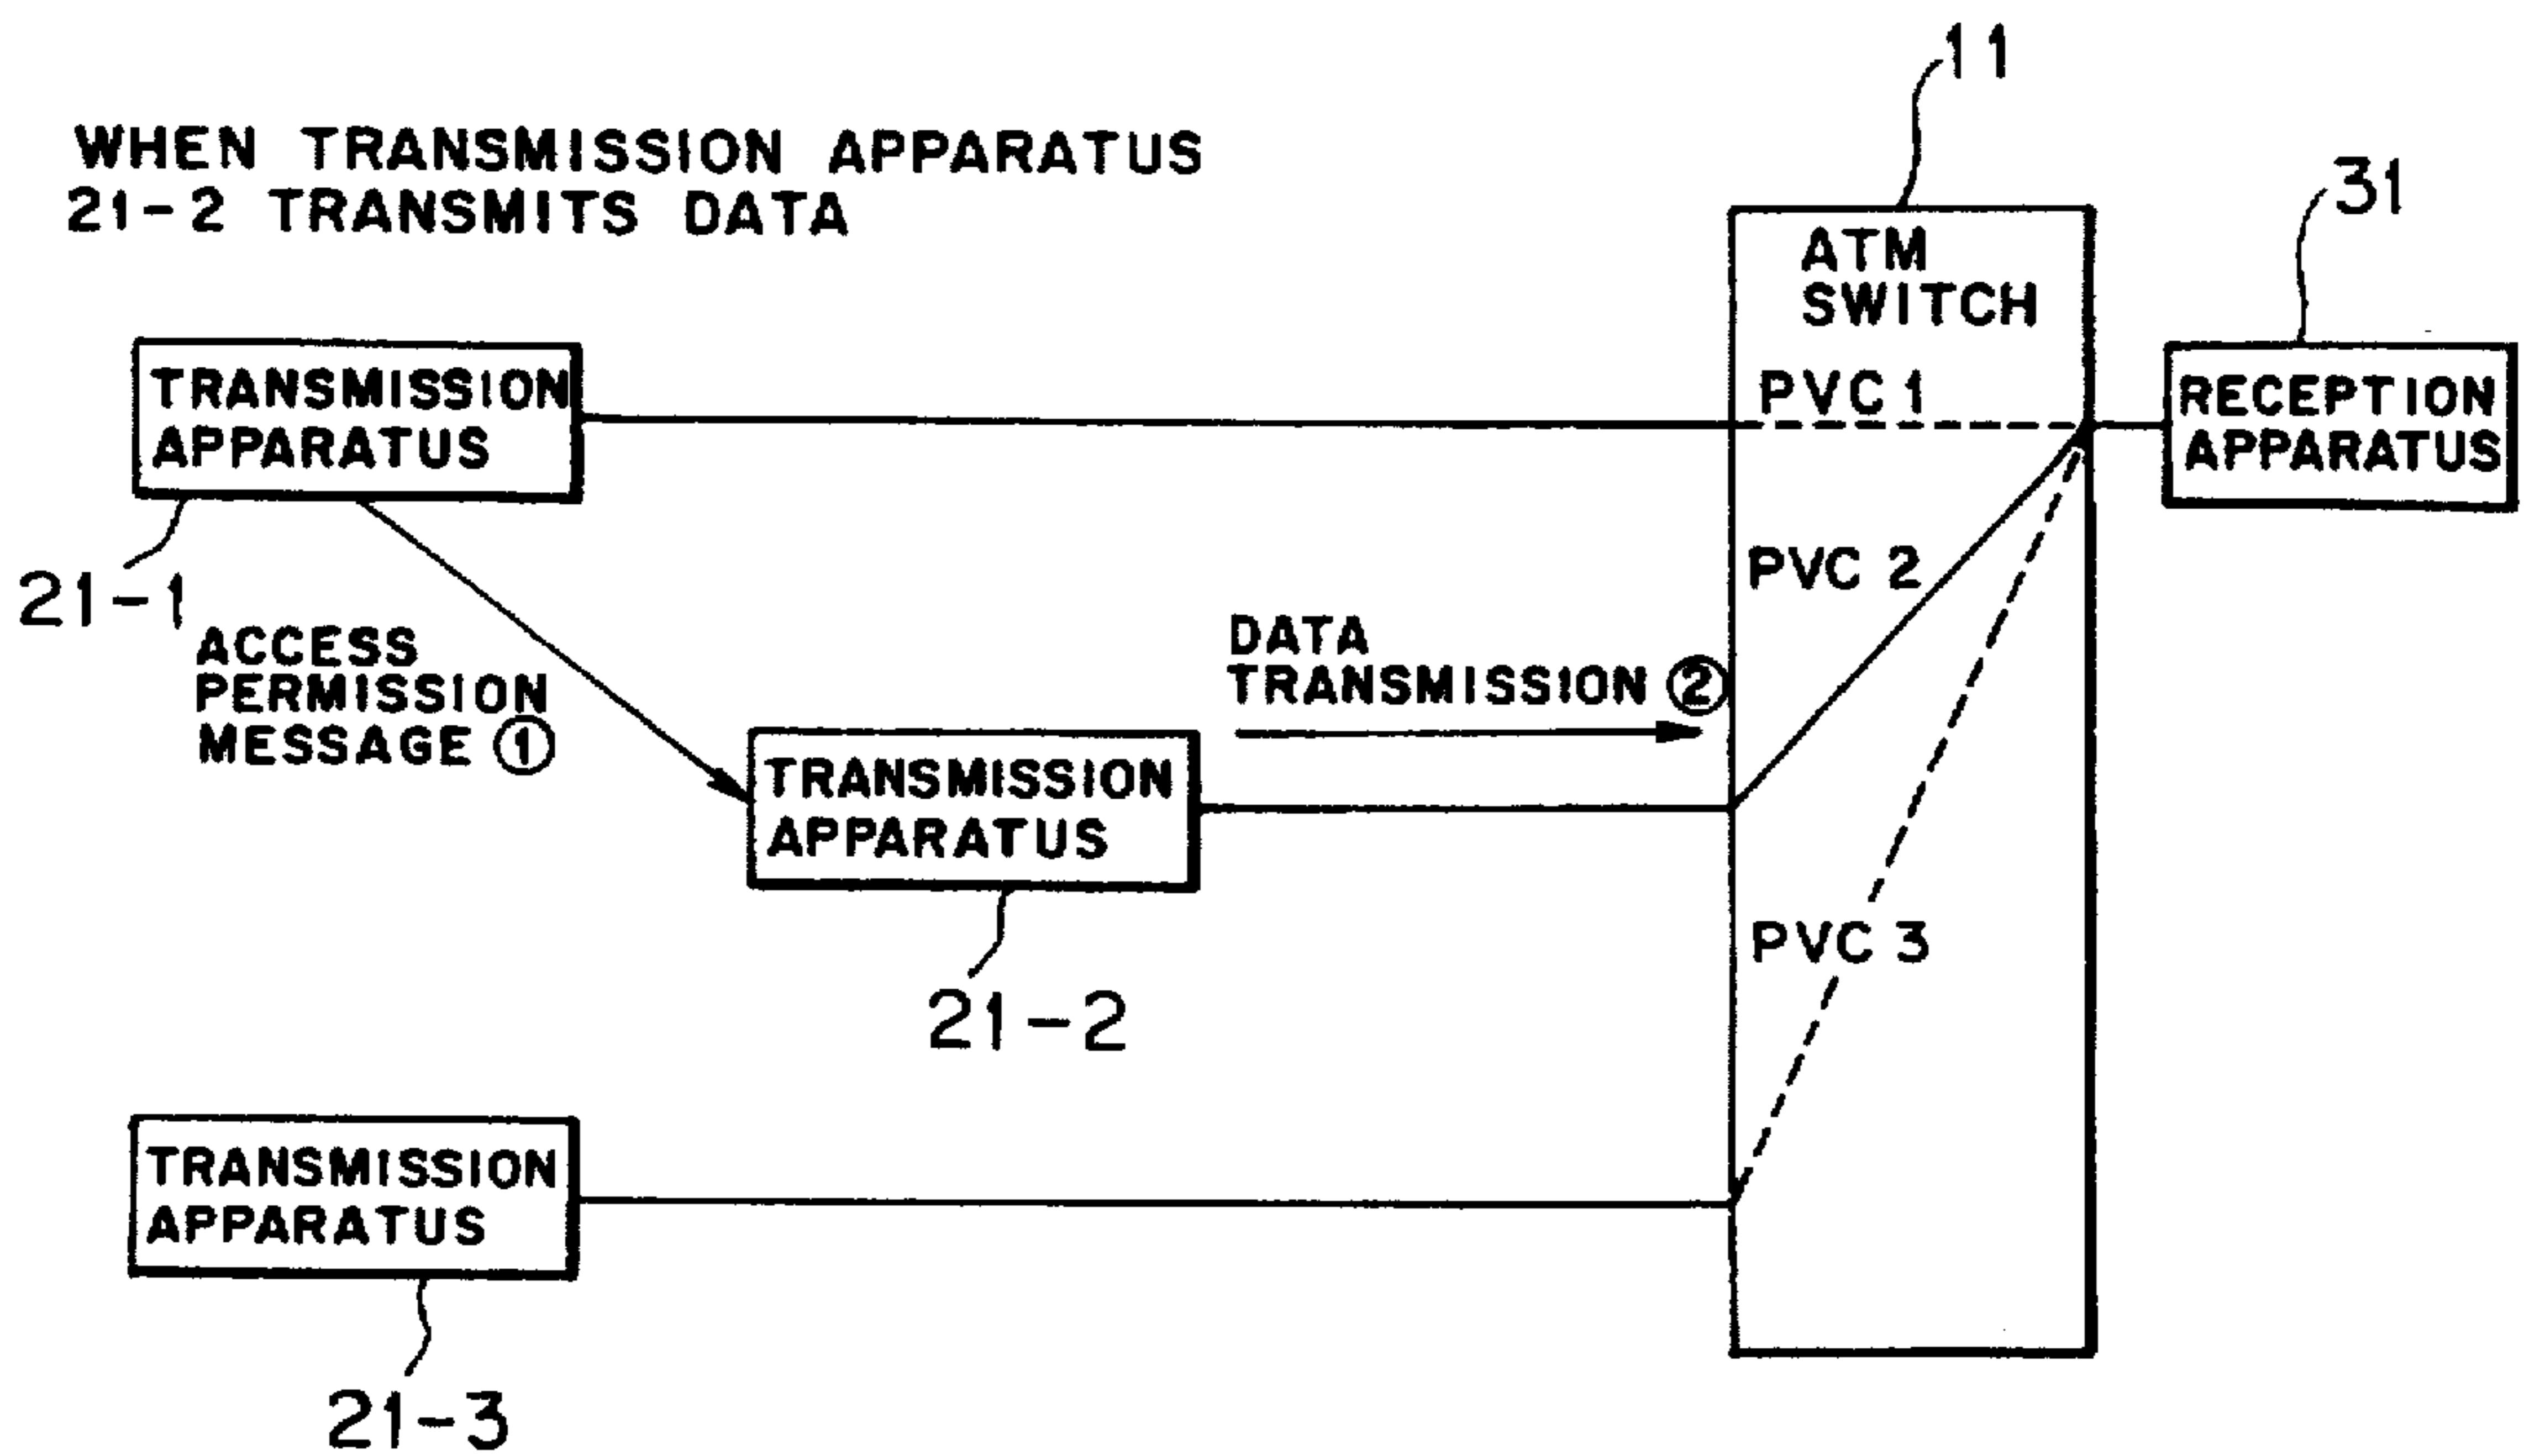 WHEN TRANSMISSION APPARATUS
21-2 TRANSMITS DATA
11
31
ATM
SWITCH
TRANSMISSION
APPARATUS
PVC 1
RECEPTION
APPARATUS
21-1
PVC 2
ACCESS
PERMISSION
MESSAGE ①
DATA
TRANSMISSION ②
TRANSMISSION
APPARATUS
21-2
PVC 3
TRANSMISSION
APPARATUS
21-3